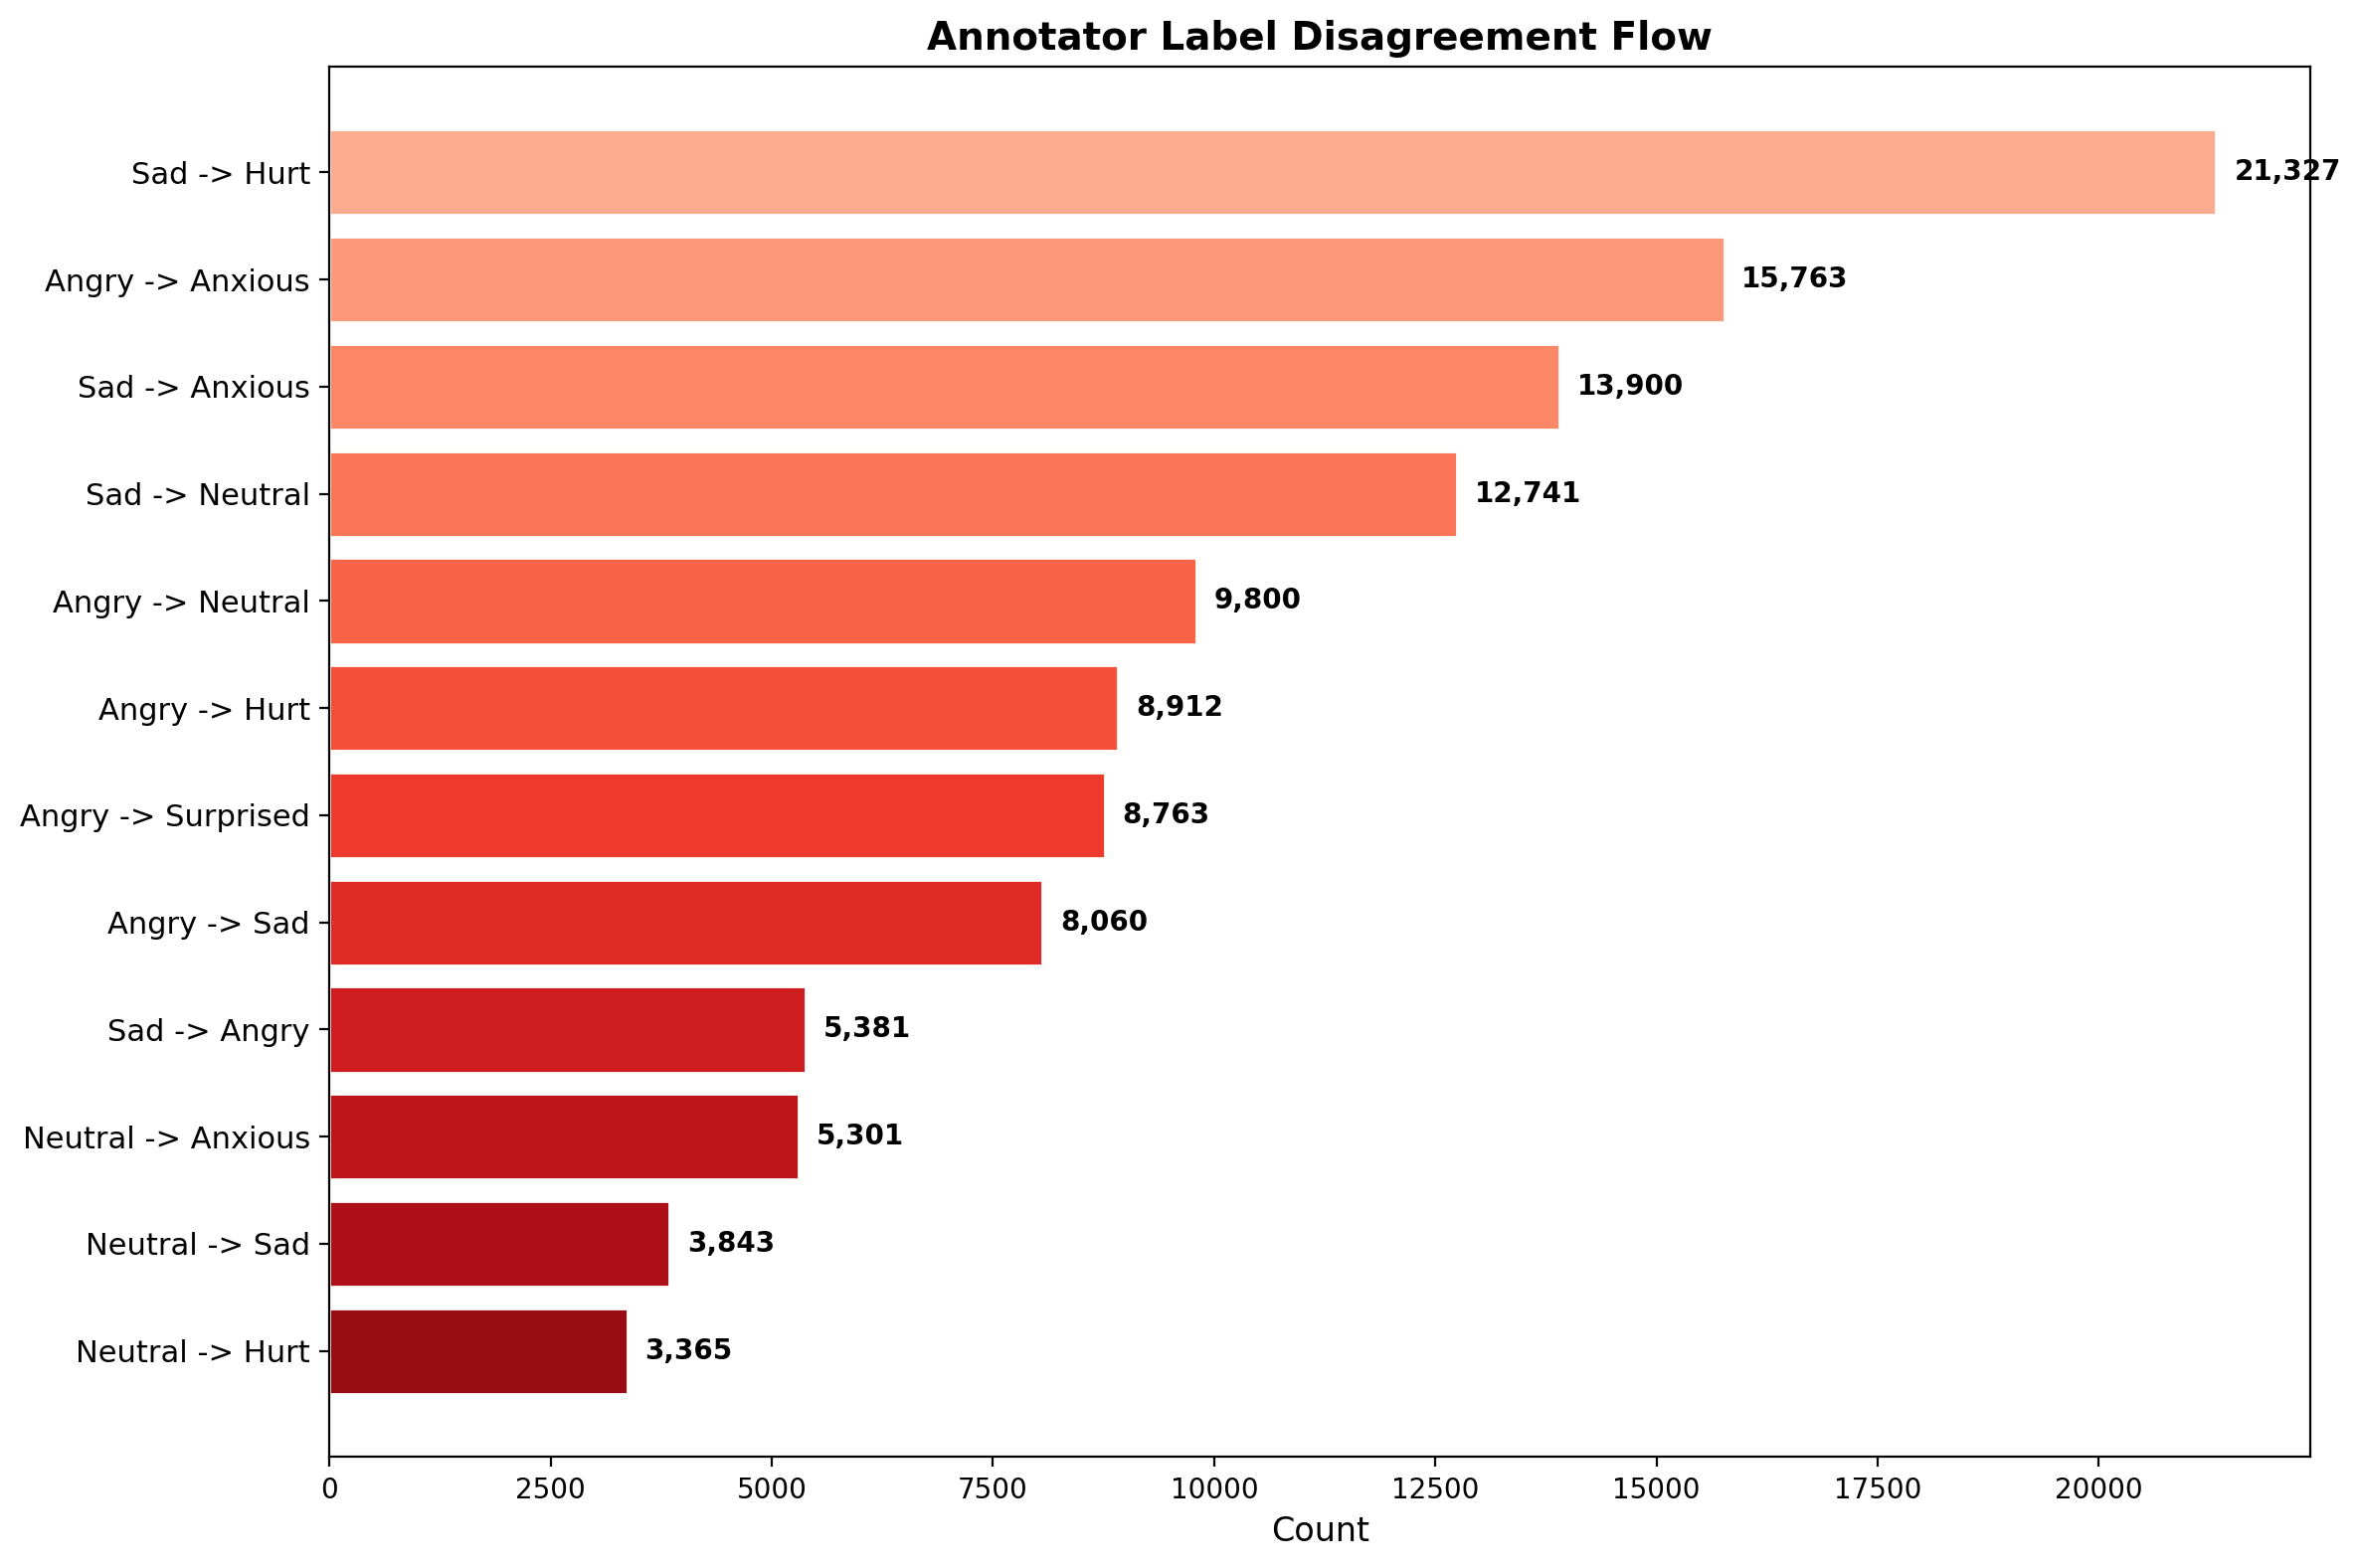 Annotator Label Disagreement Flow
Sad -> Hurt 21,327
Angry -> Anxious 15,763
Sad -> Anxious 13,900
Sad -> Neutral 12,741
Angry -> Neutral 9,800
Angry -> Hurt 8,912
Angry -> Surprised 8,763
Angry -> Sad 8,060
Sad -> Angry 5,381
Neutral -> Anxious 5,301
Neutral -> Sad 3,843
Neutral -> Hurt 3,365
0 2500 5000 7500 10000 12500 15000 17500 20000
Count